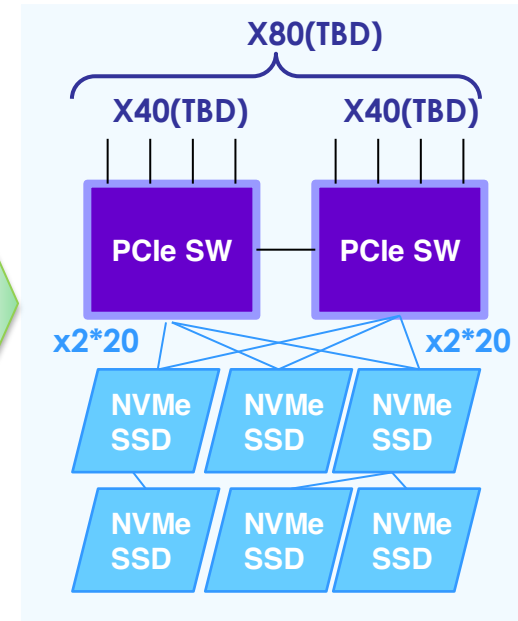 X80(TBD)
X40(TBD) X40(TBD)
PCIe SW PCIe SW
x2*20 x2*20
NVMe NVMe NVMe
SSD SSD SSD
NVMe NVMe NVMe
SSD SSD SSD